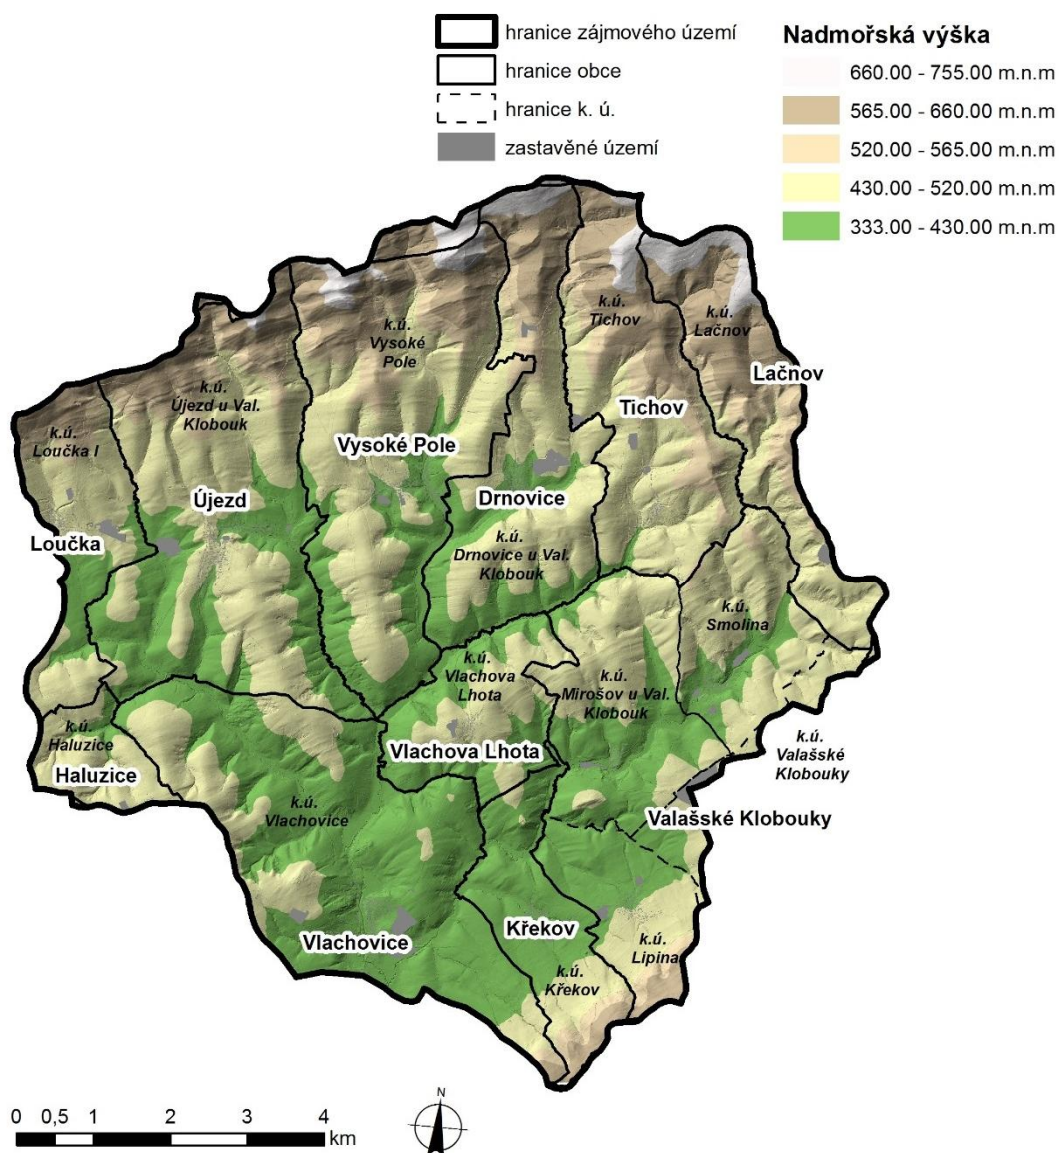 hranice zájmového území
hranice obce
hranice k. ú.
zastavěné území
Nadmořská výška
660.00 - 755.00 m.n.m
565.00 - 660.00 m.n.m
520.00 - 565.00 m.n.m
430.00 - 520.00 m.n.m
333.00 - 430.00 m.n.m
k.ú.
Tichov
k.ú.
Lačnov
k.ú.
Vysoké
Pole
Lačnov
k.ú.
Újezd u Val.
Klobouk
Tichov
k.ú.
Loučka I
Vysoké Pole
Újezd
Drnovice
Loučka
k.ú.
Drnovice u Val.
Klobouk
k.ú.
Smolina
k.ú.
Vlachova
Lhota
k.ú.
Mirošov u Val.
Klobouk
k.ú.
Haluzice
Haluzice
Vlachova Lhota
k.ú.
Valašské
Klobouky
k.ú.
Vlachovice
Valašské Klobouky
Vlachovice
Křekov
k.ú.
Lipina
k.ú.
Křekov
N
0 0,5 1 2 3 4
km